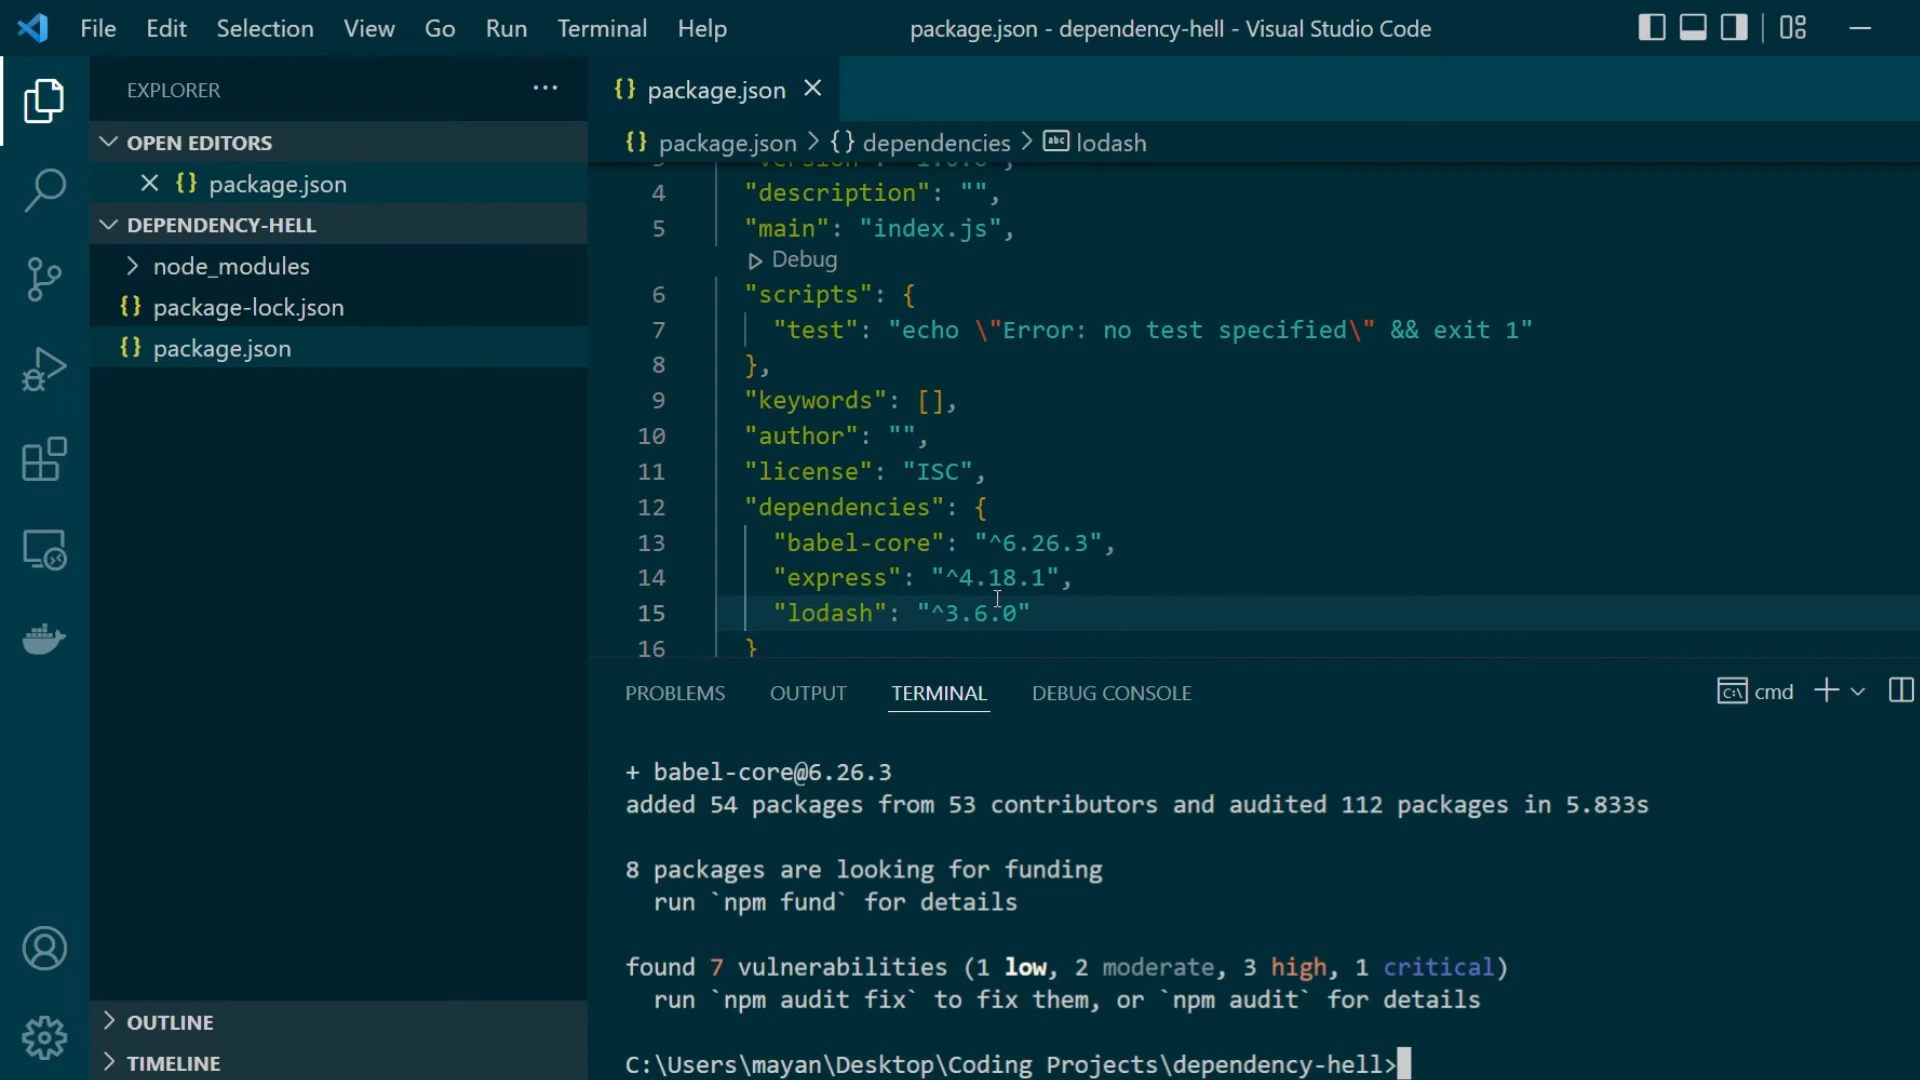 File Edit Selection View Go Run Terminal Help package.json - dependency-hell - Visual Studio Code
EXPLORER ...
OPEN EDITORS
{} package.json
DEPENDENCY-HELL
node_modules
{} package-lock.json
{} package.json
OUTLINE
TIMELINE
{} package.json
{} package.json > {} dependencies > abc lodash
4 "description": "",
5 "main": "index.js",
Debug
6 "scripts": {
7 "test": "echo \"Error: no test specified\" && exit 1"
8 },
9 "keywords": [],
10 "author": "",
11 "license": "ISC",
12 "dependencies": {
13 "babel-core": "^6.26.3",
14 "express": "^4.18.1",
15 "lodash": "^3.6.0"
16 }
PROBLEMS OUTPUT TERMINAL DEBUG CONSOLE cmd
+ babel-core@6.26.3
added 54 packages from 53 contributors and audited 112 packages in 5.833s
8 packages are looking for funding
run `npm fund` for details
found 7 vulnerabilities (1 low, 2 moderate, 3 high, 1 critical)
run `npm audit fix` to fix them, or `npm audit` for details
C:\Users\mayan\Desktop\Coding Projects\dependency-hell>